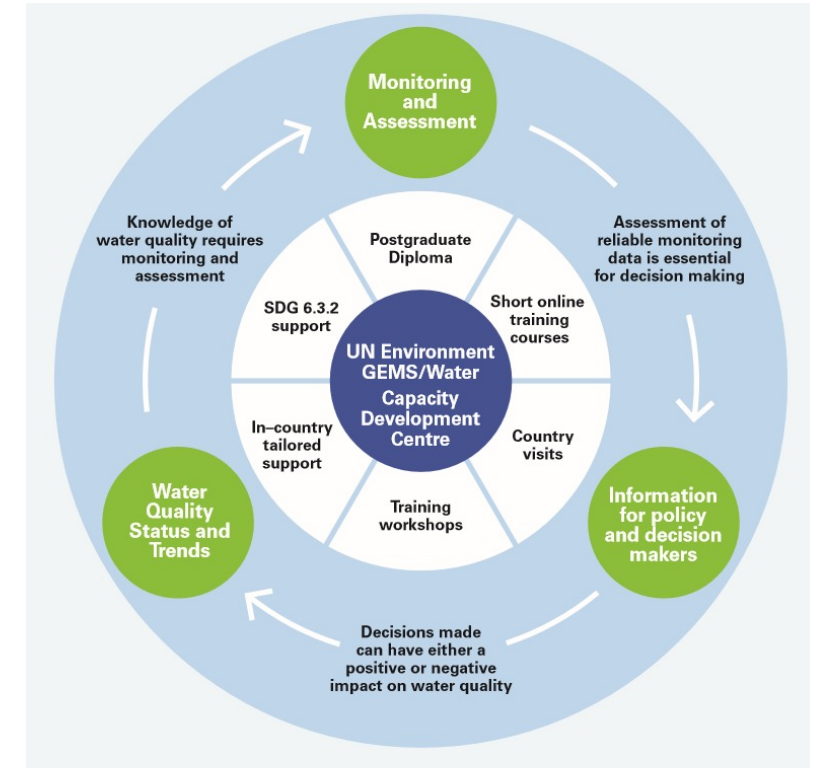 Monitoring
and
Assessment
Knowledge of
water quality requires
monitoring and
assessment
Assessment of
reliable monitoring
data is essential
for decision making
Postgraduate
Diploma
SDG 6.3.2
support
Short online
training
courses
UN Environment
GEMS/Water
Capacity
Development
Centre
In–country
tailored
support
Country
visits
Training
workshops
Water
Quality
Status and
Trends
Information
for policy
and decision
makers
Decisions made
can have either a
positive or negative
impact on water quality